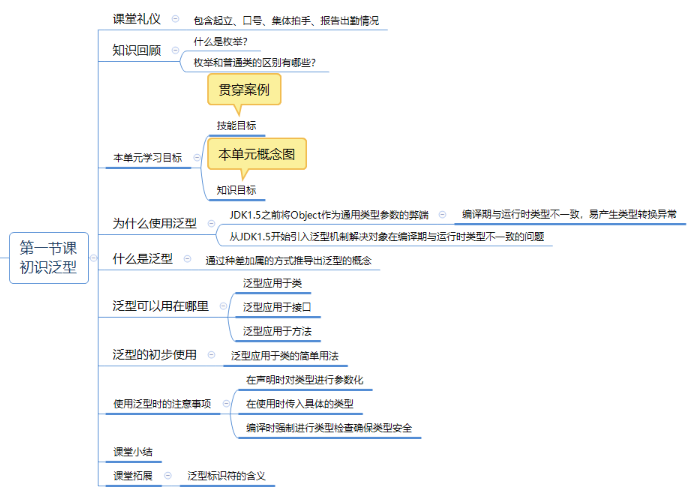 课堂礼仪
包含起立、口号、集体拍手、报告出勤情况
知识回顾
什么是枚举？
枚举和普通类的区别有哪些？
贯穿案例
技能目标
本单元学习目标
本单元概念图
知识目标
为什么使用泛型
JDK1.5之前将Object作为通用类型参数的弊端
编译期与运行时类型不一致，易产生类型转换异常
从JDK1.5开始引入泛型机制解决对象在编译期与运行时类型不一致的问题
第一节课
初识泛型
什么是泛型
通过种差加属的方式推导出泛型的概念
泛型可以用在哪里
泛型应用于类
泛型应用于接口
泛型应用于方法
泛型的初步使用
泛型应用于类的简单用法
使用泛型时的注意事项
在声明时对类型进行参数化
在使用时传入具体的类型
编译时强制进行类型检查确保类型安全
课堂小结
课堂拓展
泛型标识符的含义